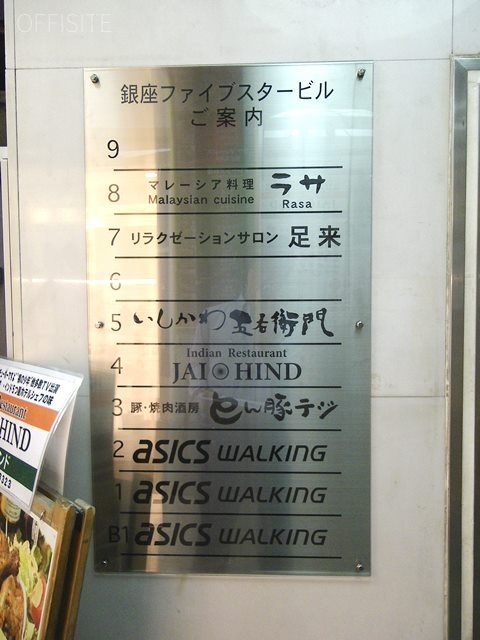 OFFISITE
銀座ファイブスタービル
ご案内
9
8 マレーシア料理 ラサ
Malaysian cuisine Rasa
7 リラクゼーションサロン 足来
6
5 いしかわ五右衛門
4 Indian Restaurant
JAI HIND
3 豚・焼肉酒房 とん豚テジ
2 asics WALKING
1 asics WALKING
B1 asics WALKING
Restaurant
HIND
ンド